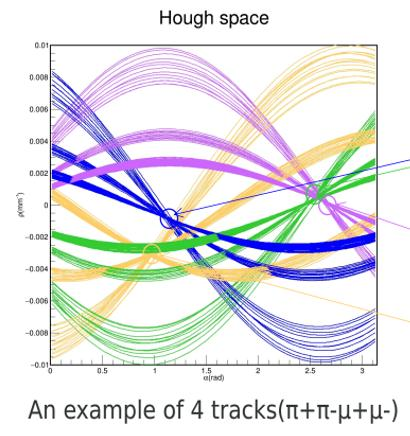 Hough space
0.01
0.008
0.006
0.004
0.002
0
−0.002
−0.004
−0.006
−0.008
−0.01
ρ(mm⁻¹)
0 0.5 1 1.5 2 2.5 3
α(rad)
An example of 4 tracks(π+π-μ+μ-)